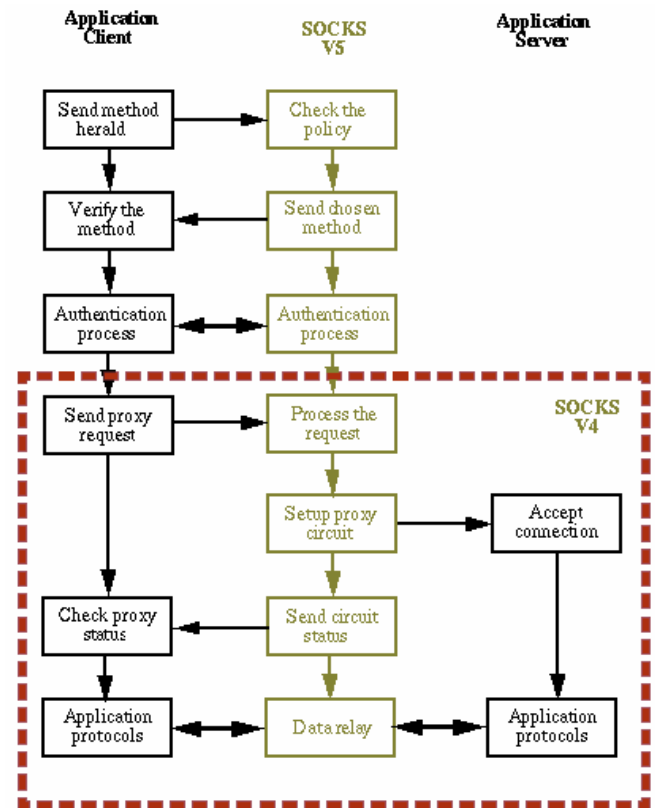 Application
Client
SOCKS
V5
Application
Server
Send method
herald
Check the
policy
Verify the
method
Send chosen
method
Authentication
process
Authentication
process
Send proxy
request
Process the
request
SOCKS
V4
Setup proxy
circuit
Accept
connection
Check proxy
status
Send circuit
status
Application
protocols
Data relay
Application
protocols